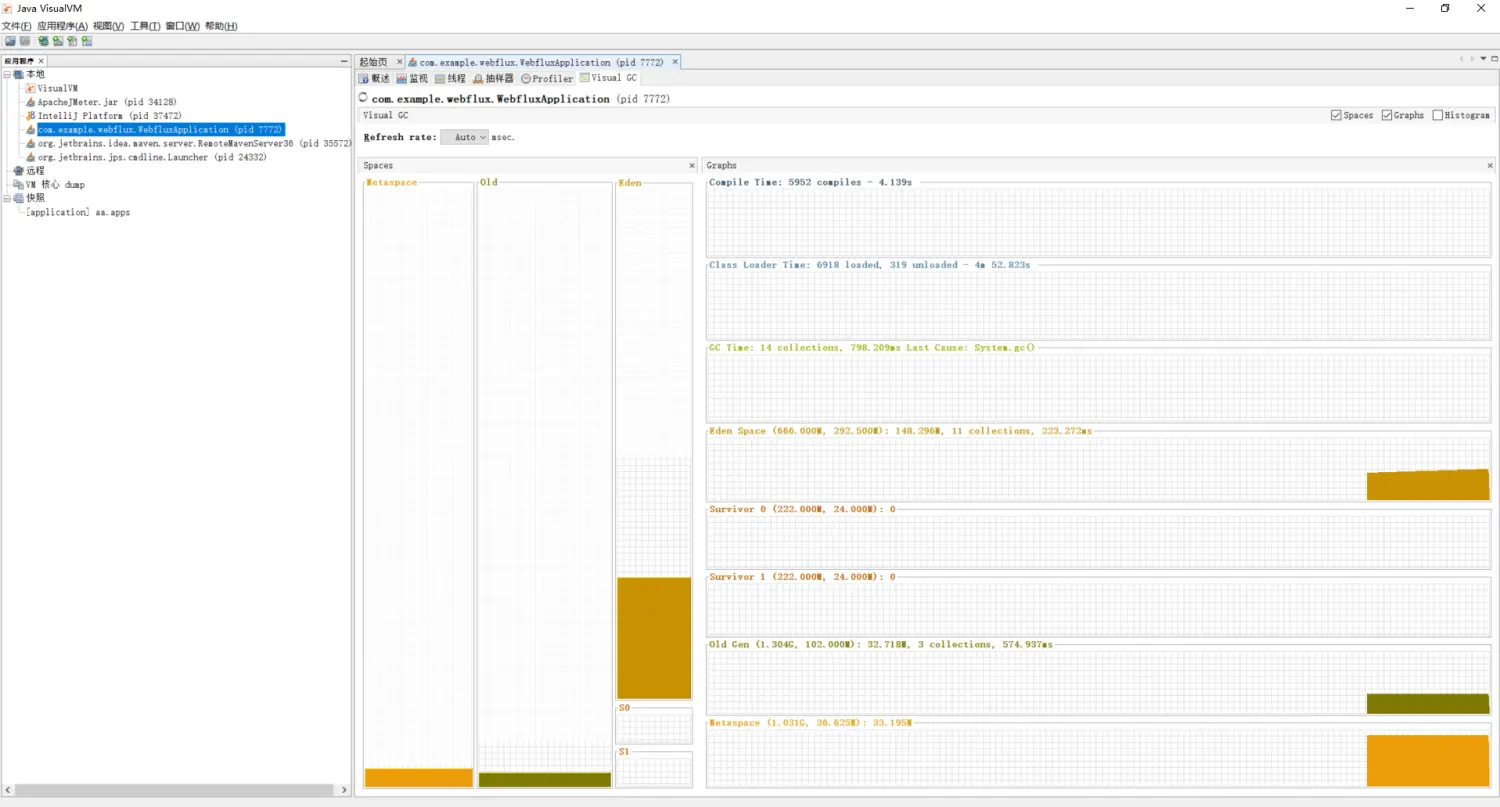 Java VisualVM
文件(F) 应用程序(A) 视图(V) 工具(T) 窗口(W) 帮助(H)
应用程序
本地
VisualVM
ApacheJMeter.jar (pid 34128)
IntelliJ Platform (pid 37472)
com.example.webflux.WebfluxApplication (pid 7772)
org.jetbrains.idea.maven.server.RemoteMavenServer36 (pid 35572)
org.jetbrains.jps.cmdline.Launcher (pid 24332)
远程
VM 核心 dump
快照
[application] aa.apps
起始页 com.example.webflux.WebfluxApplication (pid 7772)
概述 监视 线程 抽样器 Profiler Visual GC
com.example.webflux.WebfluxApplication (pid 7772)
Visual GC Spaces Graphs Histogram
Refresh rate: Auto msec.
Spaces
Metaspace Old Eden
S0
S1
Graphs
Compile Time: 5952 compiles - 4.139s
Class Loader Time: 6918 loaded, 319 unloaded - 4m 52.823s
GC Time: 14 collections, 798.209ms Last Cause: System.gc()
Eden Space (666.000M, 292.500M): 148.296M, 11 collections, 223.272ms
Survivor 0 (222.000M, 24.000M): 0
Survivor 1 (222.000M, 24.000M): 0
Old Gen (1.304G, 102.000M): 32.718M, 3 collections, 574.937ms
Metaspace (1.031G, 36.625M): 33.195M